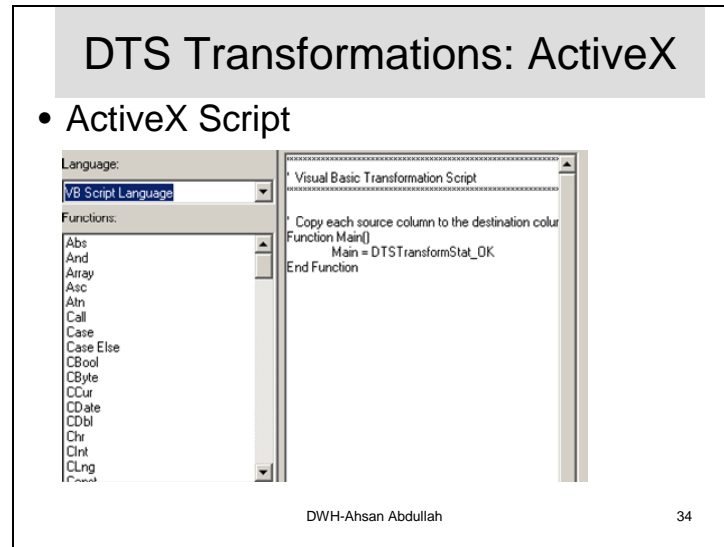 DTS Transformations: ActiveX
• ActiveX Script
Language:
VB Script Language
Functions:
Abs
And
Array
Asc
Atn
Call
Case
Case Else
CBool
CByte
CCur
CDate
CDbl
Chr
CInt
CLng
Const
' Visual Basic Transformation Script
' Copy each source column to the destination colur
Function Main()
Main = DTSTransformStat_OK
End Function
DWH-Ahsan Abdullah
34